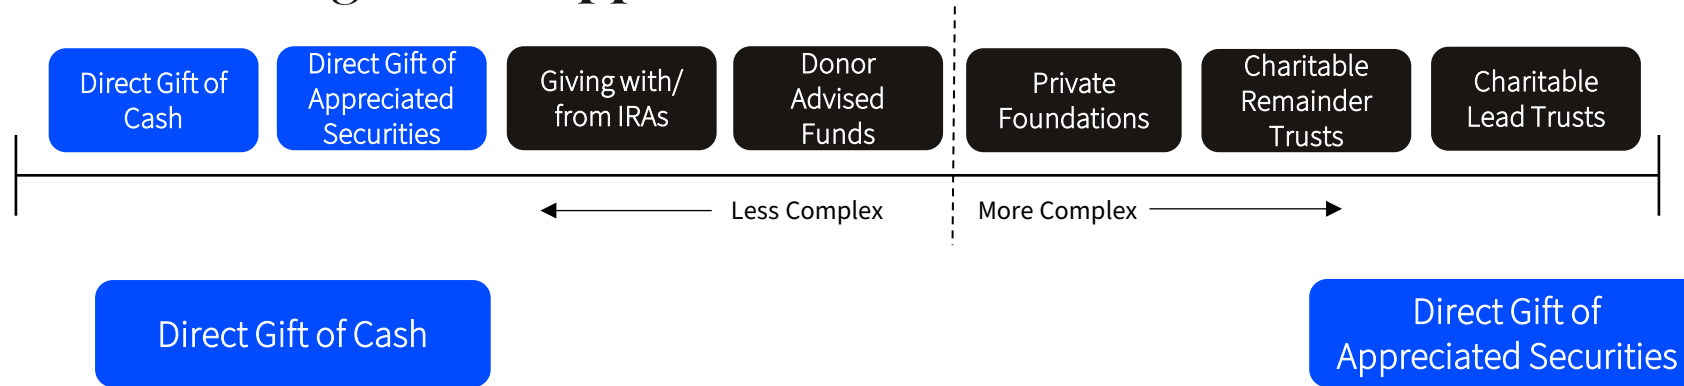 Direct Gift of
Cash
Direct Gift of
Appreciated
Securities
Giving with/
from IRAs
Donor
Advised
Funds
Private
Foundations
Charitable
Remainder
Trusts
Charitable
Lead Trusts
Less Complex
More Complex
Direct Gift of Cash
Direct Gift of
Appreciated Securities